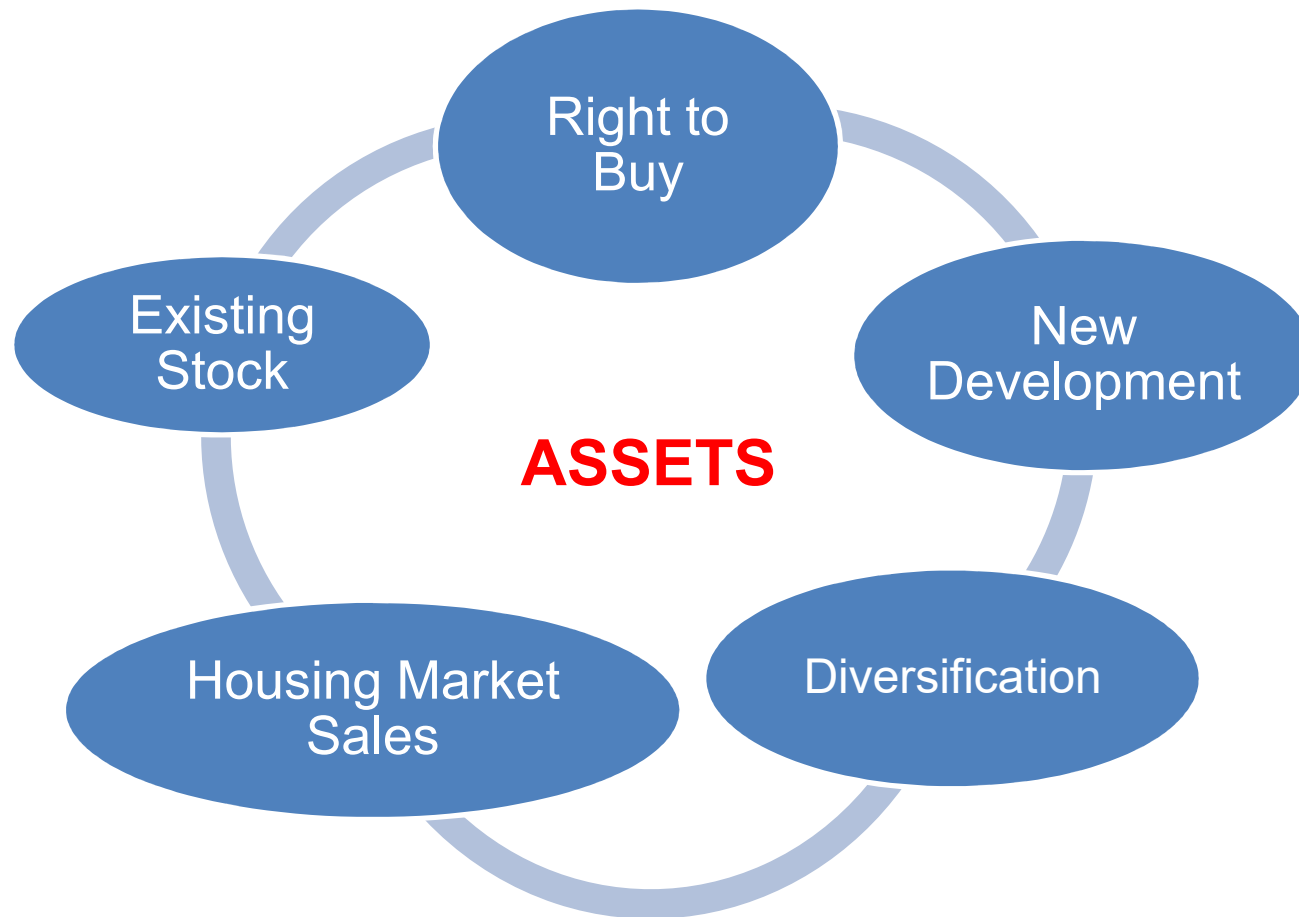 Right to
Buy
New
Development
Diversification
Housing Market
Sales
Existing
Stock
ASSETS